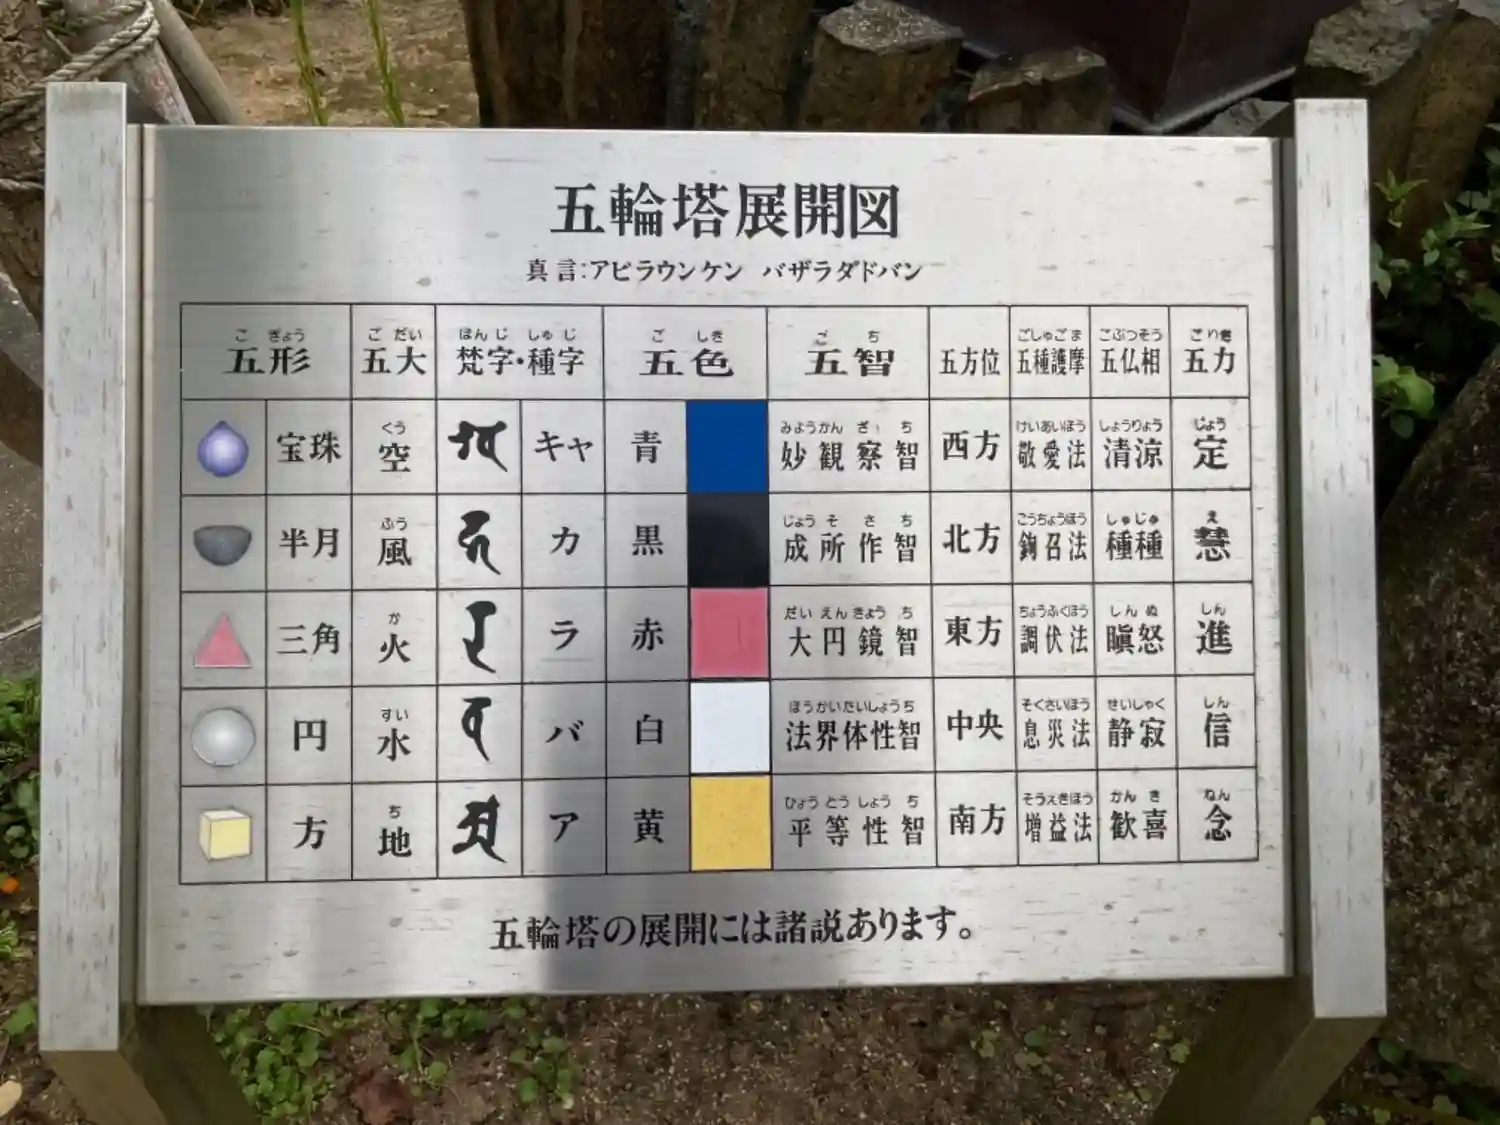 五輪塔展開図
真言:アビラウンケン バザラダドバン
ごぎょう ごだい ぼんじ しゅじ ごしき ごち ごしゅごま ごぶつそう ごりき
五形 五大 梵字・種字 五色 五智 五方位 五種護摩 五仏相 五力
くう みようかんざっち けいあいほう しょうりょう じょう
宝珠 空 キャ 青 妙観察智 西方 敬愛法 清涼 定
ふう じょうそさち ごうちょうほう しゅじゅ え
半月 風 カ 黒 成所作智 北方 鉤召法 種種 慧
か だいえんきょうち ちょうふくほう しんぬ しん
三角 火 ラ 赤 大円鏡智 東方 調伏法 瞋怒 進
すい ほうかいたいしょうち そくさいほう せいしゃく しん
円 水 バ 白 法界体性智 中央 息災法 静寂 信
ち びょうとうしょうち そうえきほう かんき ねん
方 地 ア 黄 平等性智 南方 増益法 歓喜 念
五輪塔の展開には諸説あります。